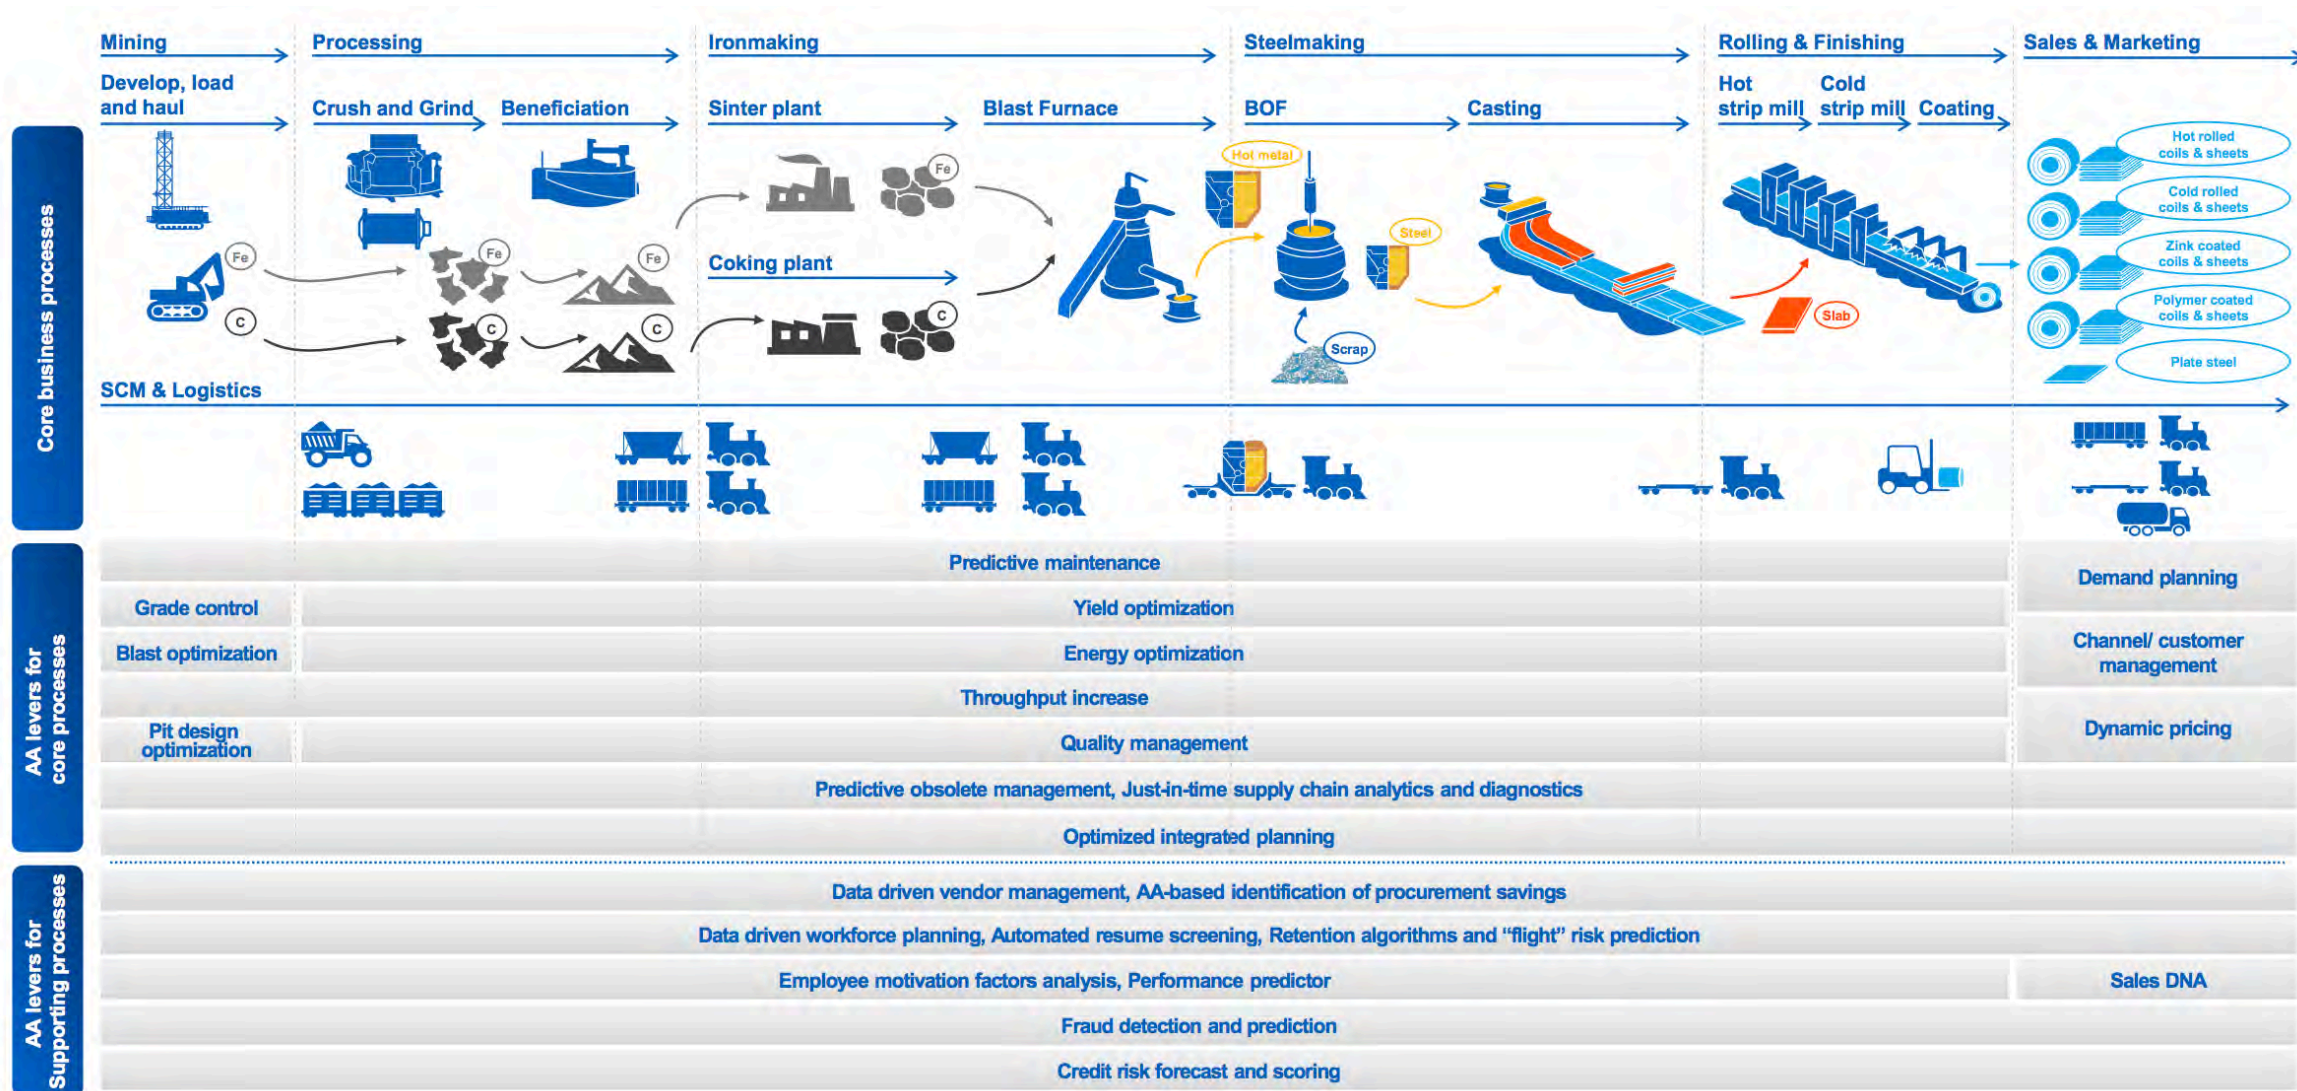 Mining
Processing
Ironmaking
Steelmaking
Rolling & Finishing
Sales & Marketing
Develop, load
and haul
Crush and Grind
Beneficiation
Sinter plant
Blast Furnace
BOF
Casting
Hot
strip mill
Cold
strip mill
Coating
Core business processes
Fe
C
Fe
C
Fe
C
Fe
Coking plant
C
Hot metal
Steel
Scrap
Slab
Hot rolled
coils & sheets
Cold rolled
coils & sheets
Zink coated
coils & sheets
Polymer coated
coils & sheets
Plate steel
SCM & Logistics
AA levers for
core processes
Predictive maintenance
Demand planning
Grade control
Yield optimization
Blast optimization
Energy optimization
Channel/ customer
management
Throughput increase
Pit design
optimization
Quality management
Dynamic pricing
Predictive obsolete management, Just-in-time supply chain analytics and diagnostics
Optimized integrated planning
AA levers for
Supporting processes
Data driven vendor management, AA-based identification of procurement savings
Data driven workforce planning, Automated resume screening, Retention algorithms and “flight” risk prediction
Employee motivation factors analysis, Performance predictor
Sales DNA
Fraud detection and prediction
Credit risk forecast and scoring